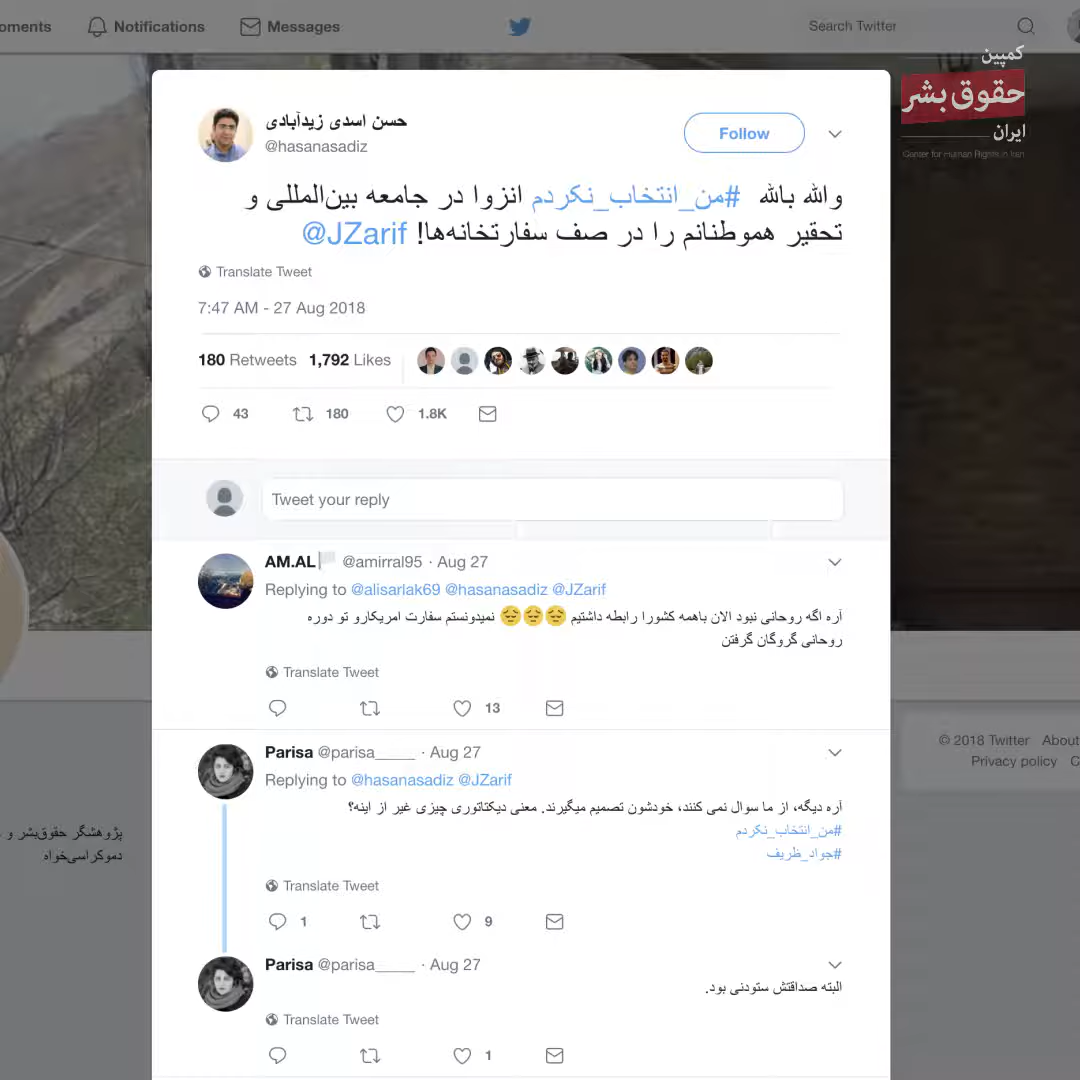 oments
Notifications
Messages
Search Twitter
کمپین
حقوق بشر
ایران
Center for Human Rights in Iran
حسن اسدی زیدآبادی
@hasanasadiz
Follow
والله بالله #من_انتخاب_نکردم انزوا در جامعه بین‌المللی و
تحقیر هموطنانم را در صف سفارتخانه‌ها! @JZarif
Translate Tweet
7:47 AM - 27 Aug 2018
180 Retweets 1,792 Likes
43 180 1.8K
Tweet your reply
AM.AL @amirral95 · Aug 27
Replying to @alisarlak69 @hasanasadiz @JZarif
آره اگه روحانی نبود الان باهمه کشورا رابطه داشتیم 😔😔😔 نمیدونستم سفارت امریکارو تو دوره
روحانی گروگان گرفتن
Translate Tweet
13
Parisa @parisa_____ · Aug 27
Replying to @hasanasadiz @JZarif
آره دیگه، از ما سوال نمی کنند، خودشون تصمیم میگیرند. معنی دیکتاتوری چیزی غیر از اینه؟
#من_انتخاب_نکردم
#جواد_ظریف
Translate Tweet
1 9
Parisa @parisa_____ · Aug 27
البته صداقتش ستودنی بود.
Translate Tweet
1
پژوهشگر حقوق‌بشر و
دموکراسی‌خواه
© 2018 Twitter About
Privacy policy C